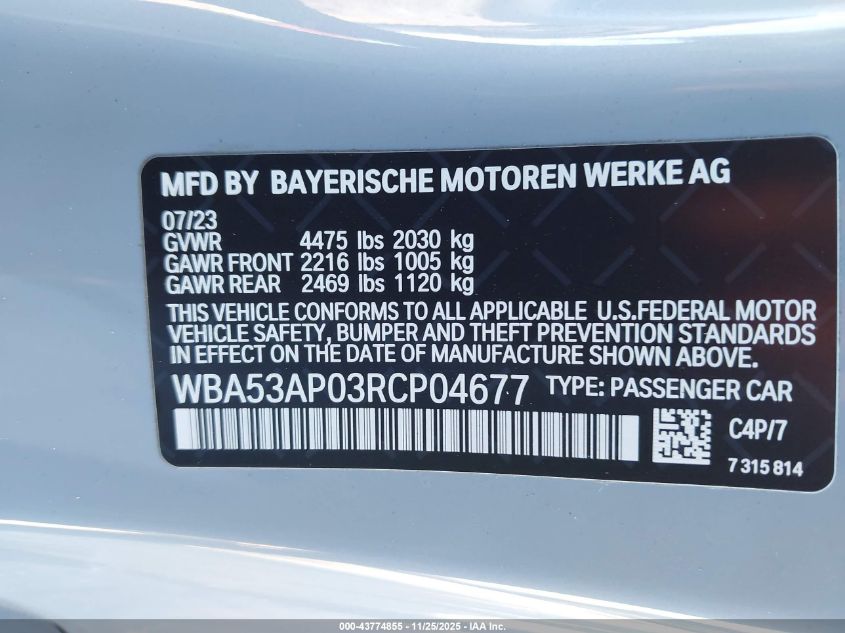 MFD BY BAYERISCHE MOTOREN WERKE AG
07/23
GVWR 4475 lbs 2030 kg
GAWR FRONT 2216 lbs 1005 kg
GAWR REAR 2469 lbs 1120 kg
THIS VEHICLE CONFORMS TO ALL APPLICABLE U.S.FEDERAL MOTOR
VEHICLE SAFETY, BUMPER AND THEFT PREVENTION STANDARDS
IN EFFECT ON THE DATE OF MANUFACTURE SHOWN ABOVE.
WBA53AP03RCP04677 TYPE: PASSENGER CAR
C4P/7
7 315 814
000-43774855 - 11/25/2025 - IAA Inc.